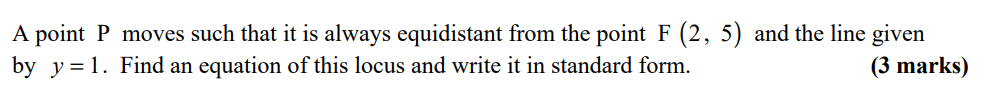 A point P moves such that it is always equidistant from the point F (2, 5) and the line given
by y = 1. Find an equation of this locus and write it in standard form. (3 marks)